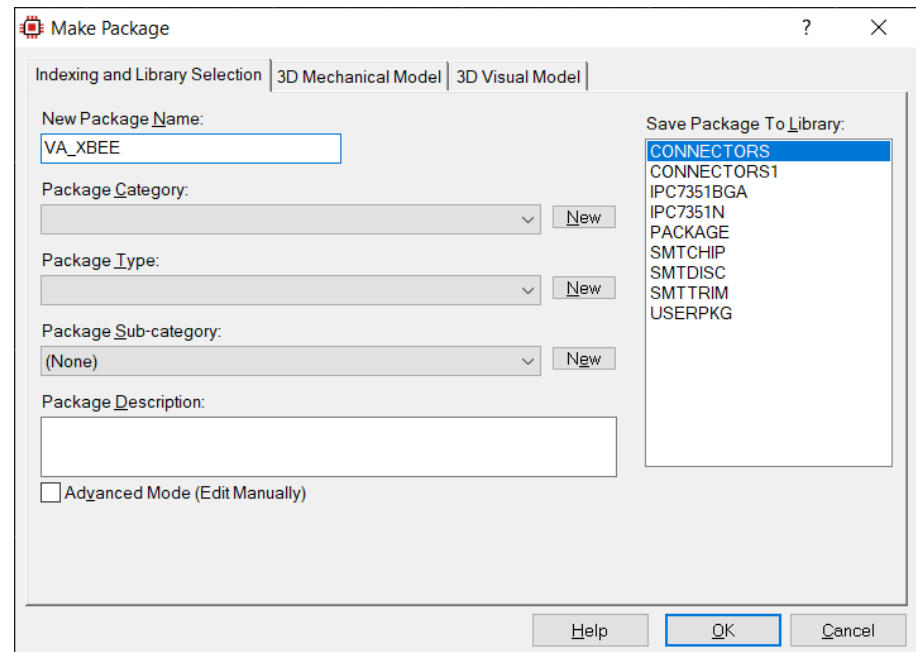 Make Package
?
Indexing and Library Selection
3D Mechanical Model
3D Visual Model
New Package Name:
VA_XBEE
Package Category:
New
Package Type:
New
Package Sub-category:
(None)
New
Package Description:
Advanced Mode (Edit Manually)
Save Package To Library:
CONNECTORS
CONNECTORS1
IPC7351BGA
IPC7351N
PACKAGE
SMTCHIP
SMTDISC
SMTTRIM
USERPKG
Help
OK
Cancel